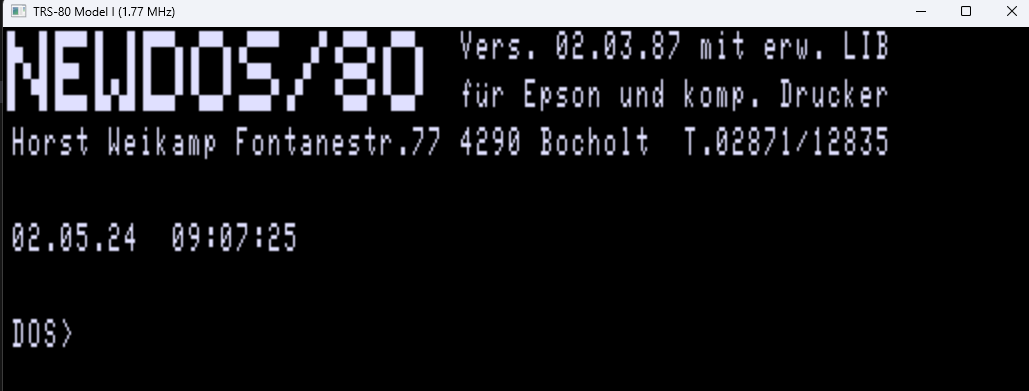 TRS-80 Model I (1.77 MHz)
NEWDOS/80 Vers. 02.03.87 mit erw. LIB
für Epson und komp. Drucker
Horst Weikamp Fontanestr.77 4290 Bocholt T.02871/12835
02.05.24 09:07:25
DOS>